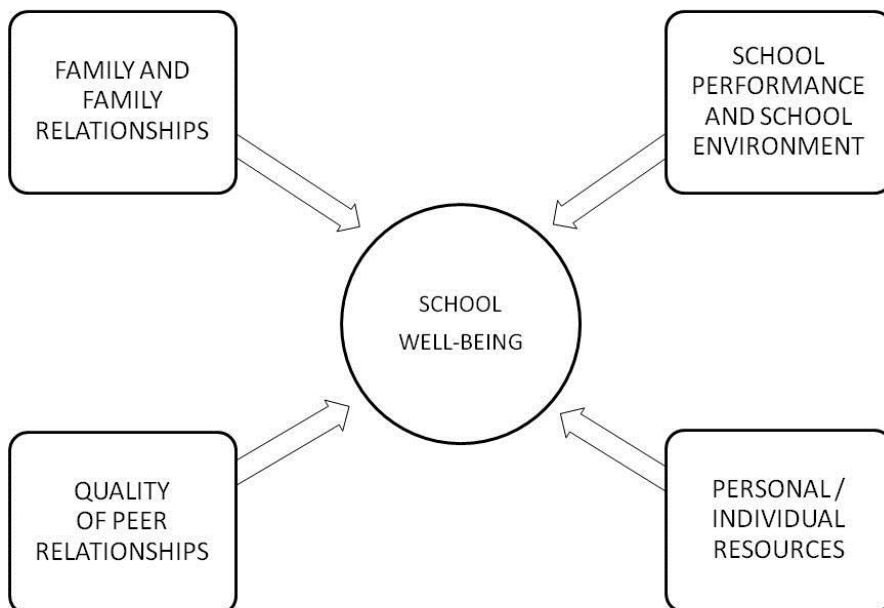 FAMILY AND
FAMILY
RELATIONSHIPS
SCHOOL
PERFORMANCE
AND SCHOOL
ENVIRONMENT
SCHOOL
WELL-BEING
QUALITY
OF PEER
RELATIONSHIPS
PERSONAL /
INDIVIDUAL
RESOURCES